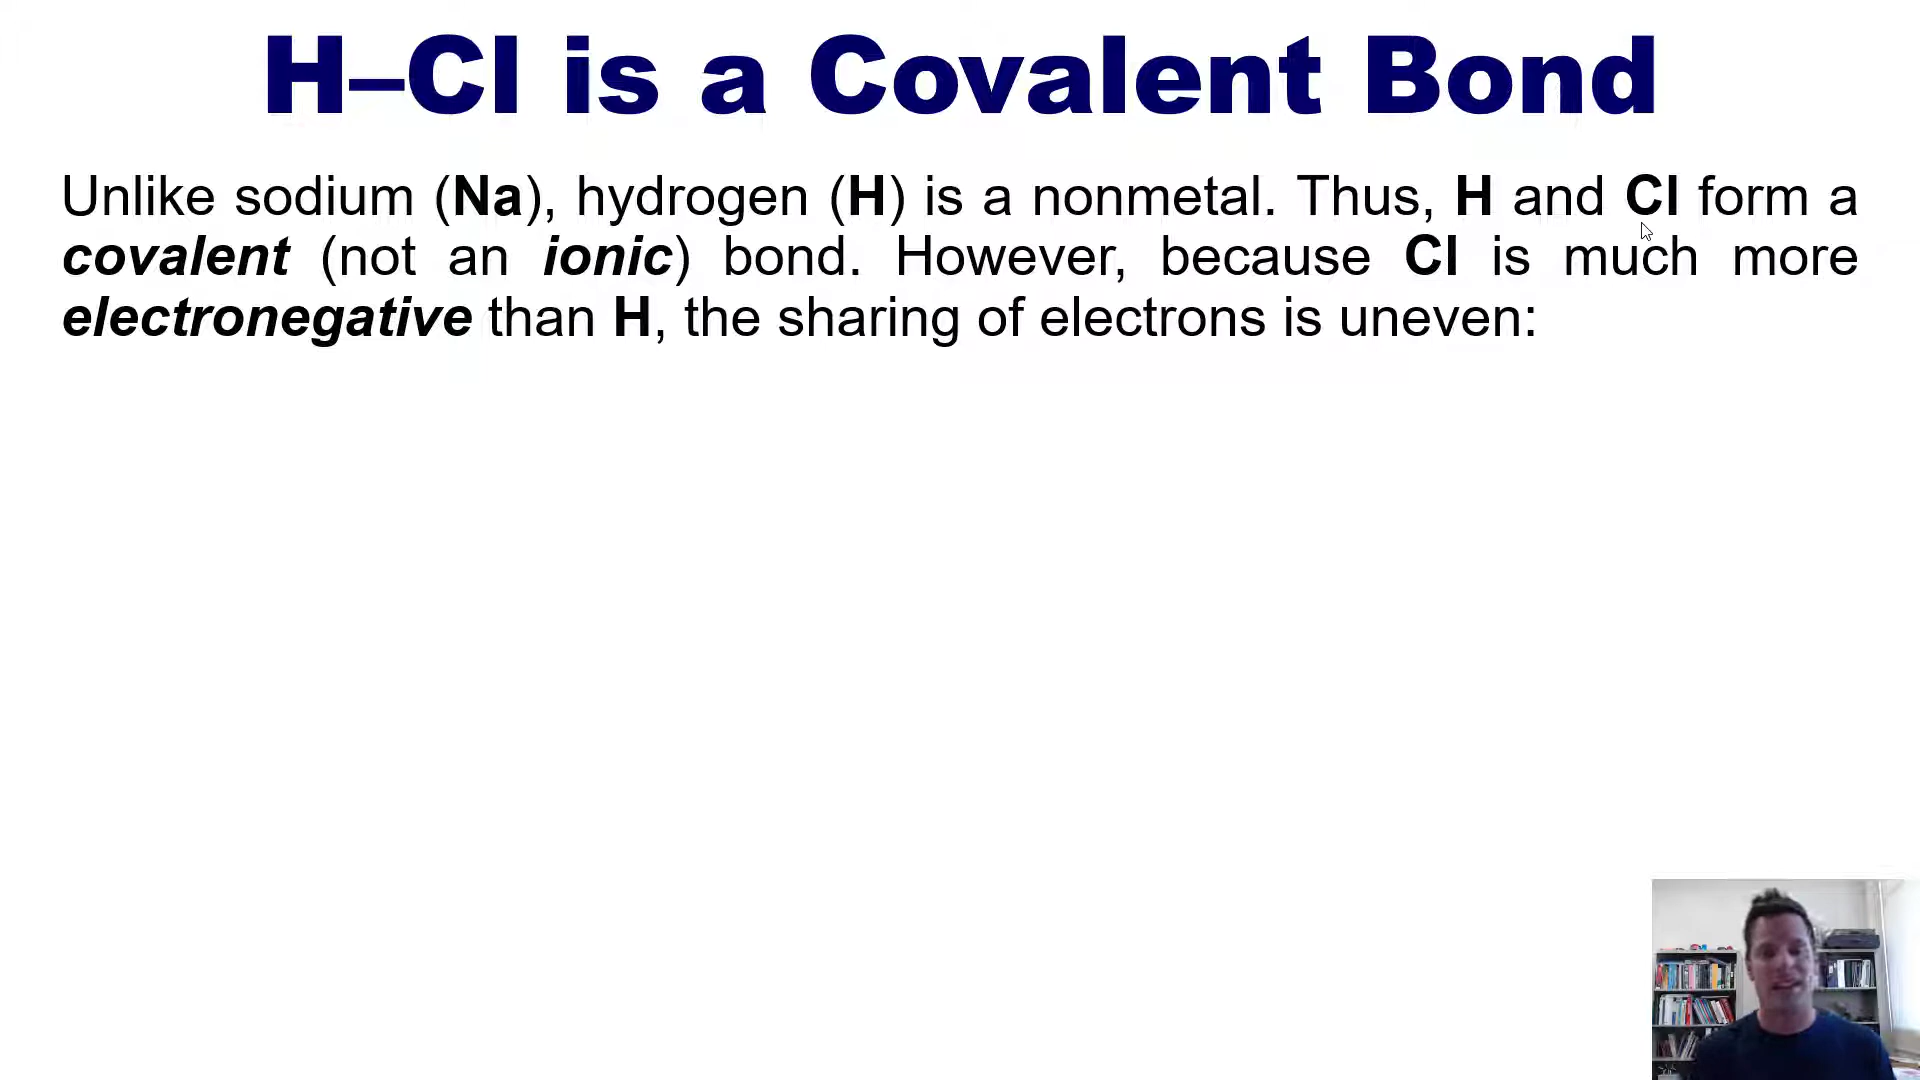 H–Cl is a Covalent Bond
Unlike sodium (Na), hydrogen (H) is a nonmetal. Thus, H and Cl form a
covalent (not an ionic) bond. However, because Cl is much more
electronegative than H, the sharing of electrons is uneven: